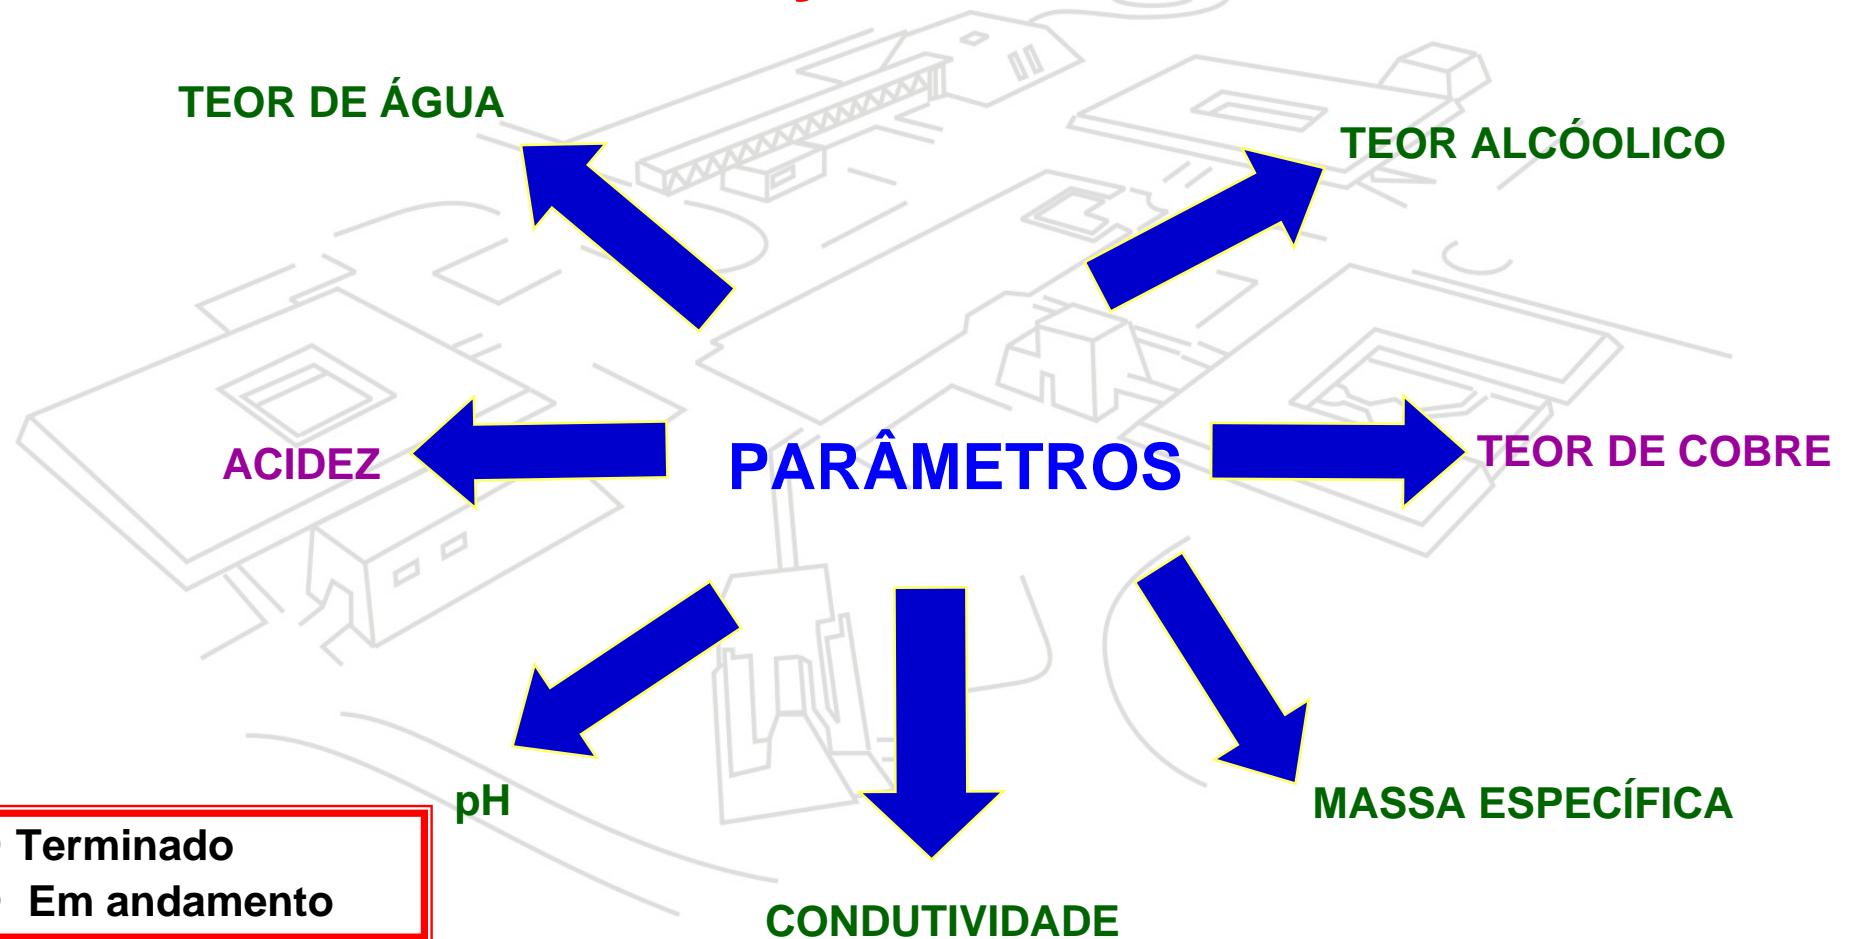 TEOR DE ÁGUA
TEOR ALCÓOLICO
ACIDEZ
PARÂMETROS
TEOR DE COBRE
pH
MASSA ESPECÍFICA
Terminado
Em andamento
CONDUTIVIDADE